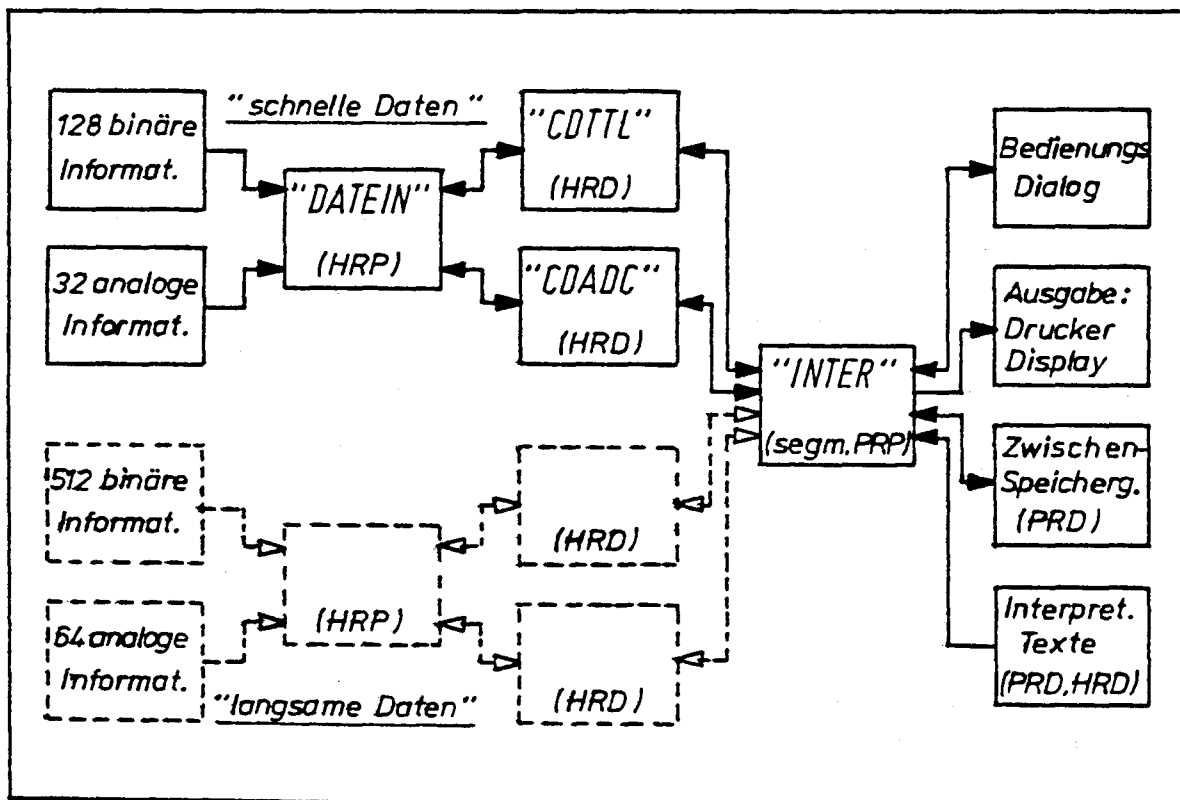 128 binäre
Informat.
32 analoge
Informat.
"schnelle Daten"
"DATEIN"
(HRP)
"CDTTL"
(HRD)
"CDADC"
(HRD)
512 binäre
Informat.
64 analoge
Informat.
"langsame Daten"
(HRP)
(HRD)
(HRD)
"INTER"
(segm. PRP)
Bedienungs
Dialog
Ausgabe:
Drucker
Display
Zwischen-
Speicherg.
(PRD)
Interpret.
Texte
(PRD, HRD)